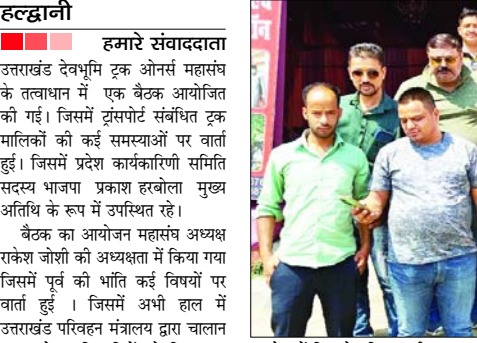 हल्द्वानी
हमारे संवाददाता
उत्तराखंड देवभूमि ट्रक ओनर्स महासंघ
के तत्वाधान में एक बैठक आयोजित
की गई। जिसमें ट्रांसपोर्ट संबंधित ट्रक
मालिकों की कई समस्याओं पर वार्ता
हुई। जिसमें प्रदेश कार्यकारिणी समिति
सदस्य भाजपा प्रकाश हरबोला मुख्य
अतिथि के रूप में उपस्थित रहे।
बैठक का आयोजन महासंघ अध्यक्ष
राकेश जोशी की अध्यक्षता में किया गया
जिसमें पूर्व की भांति कई विषयों पर
वार्ता हुई । जिसमें अभी हाल में
उत्तराखंड परिवहन मंत्रालय द्वारा चालान